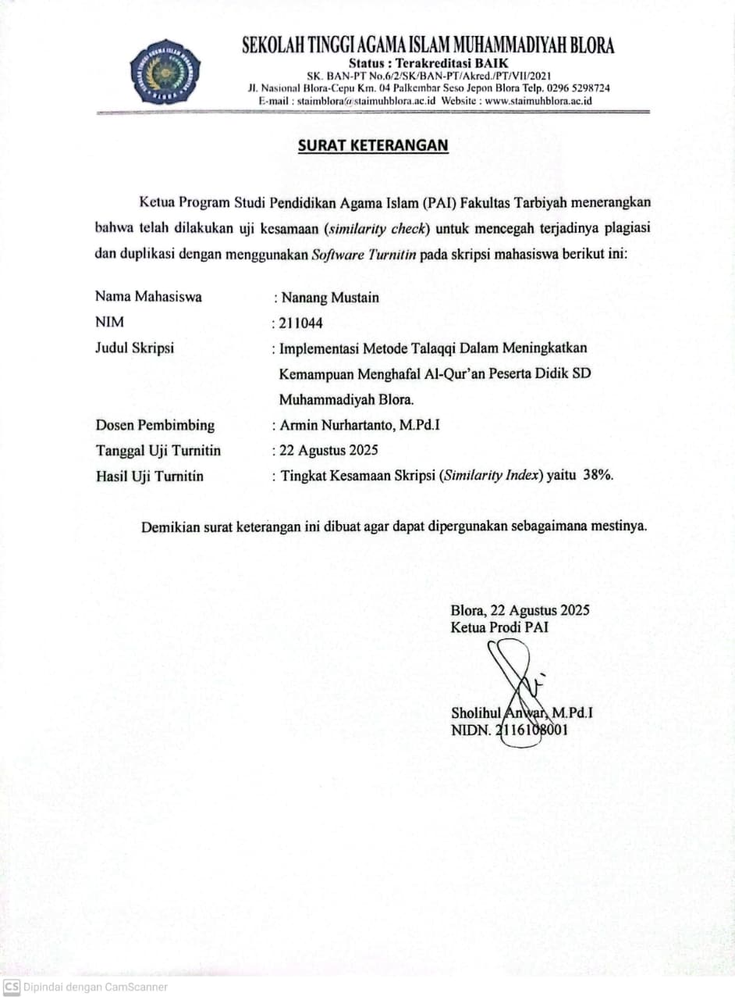 SEKOLAH TINGGI AGAMA ISLAM MUHAMMADIYAH BLORA
Status : Terakreditasi BAIK
SK. BAN-PT No.6/2/SK/BAN-PT/Akred./PT/VII/2021
Jl. Nasional Blora-Cepu Km. 04 Palkembar Seso Jepon Blora Telp. 0296 5298724
E-mail : staimblora@staimuhblora.ac.id Website : www.staimuhblora.ac.id
SURAT KETERANGAN
Ketua Program Studi Pendidikan Agama Islam (PAI) Fakultas Tarbiyah menerangkan
bahwa telah dilakukan uji kesamaan (similarity check) untuk mencegah terjadinya plagiasi
dan duplikasi dengan menggunakan Software Turnitin pada skripsi mahasiswa berikut ini:
Nama Mahasiswa : Nanang Mustain
NIM : 211044
Judul Skripsi : Implementasi Metode Talaqqi Dalam Meningkatkan
Kemampuan Menghafal Al-Qur’an Peserta Didik SD
Muhammadiyah Blora.
Dosen Pembimbing : Armin Nurhartanto, M.Pd.I
Tanggal Uji Turnitin : 22 Agustus 2025
Hasil Uji Turnitin : Tingkat Kesamaan Skripsi (Similarity Index) yaitu 38%.
Demikian surat keterangan ini dibuat agar dapat dipergunakan sebagaimana mestinya.
Blora, 22 Agustus 2025
Ketua Prodi PAI
Sholihul Anwar, M.Pd.I
NIDN. 2116108001
CS Dipindai dengan CamScanner